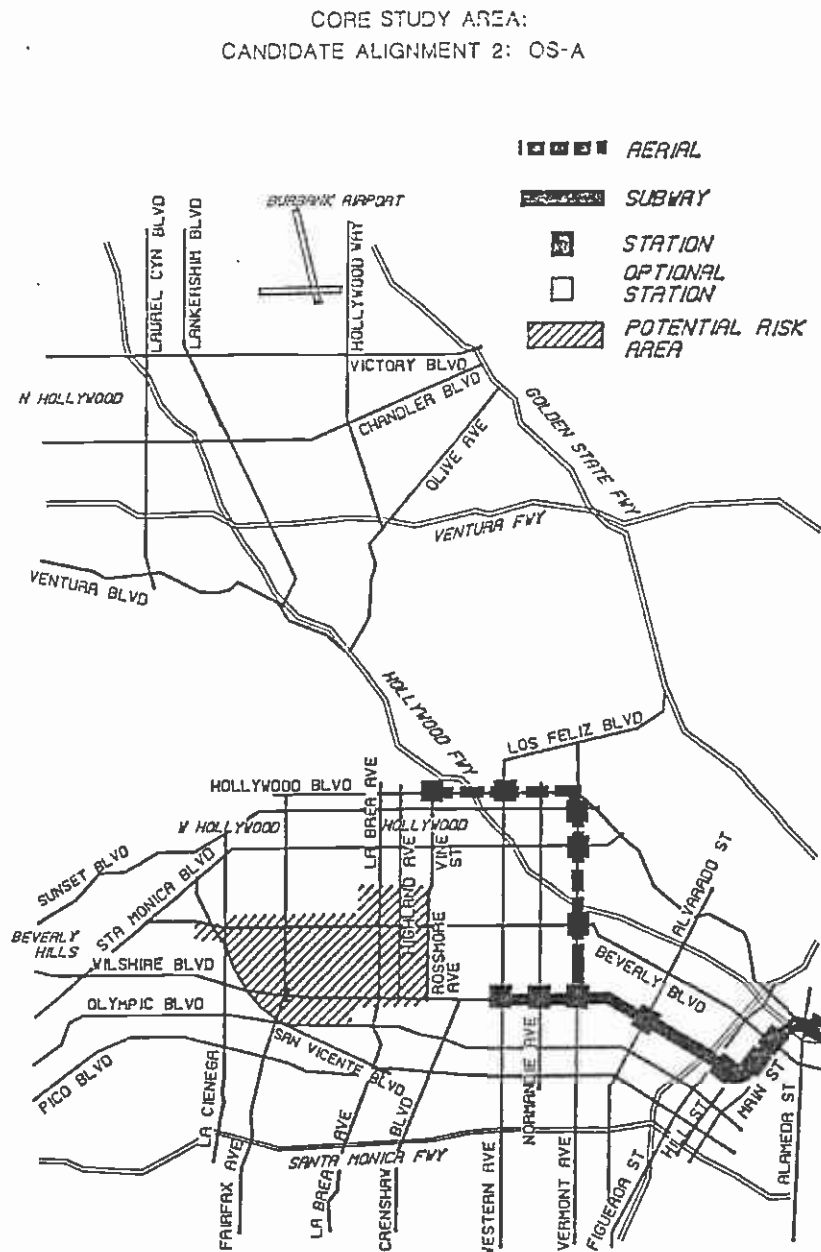 CORE STUDY AREA:
CANDIDATE ALIGNMENT 2: OS-A
AERIAL
SUBWAY
STATION
OPTIONAL
STATION
POTENTIAL RISK
AREA
BURBANK AIRPORT
LAUREL CYN BLVD
LANKERSHIM BLVD
HOLLYWOOD WAY
VICTORY BLVD
N HOLLYWOOD
CHANDLER BLVD
OLIVE AVE
GOLDEN STATE FWY
VENTURA FWY
VENTURA BLVD
HOLLYWOOD FWY
LOS FELIZ BLVD
HOLLYWOOD BLVD
LA BREA AVE
W HOLLYWOOD
HOLLYWOOD
HIGHLAND AVE
VINE
ST
SUNSET BLVD
STA MONICA BLVD
ALVARADO ST
BEVERLY
HILLS
ROSSMORE
AVE
WILSHIRE BLVD
BEVERLY BLVD
OLYMPIC BLVD
SAN VICENTE BLVD
PICO BLVD
NORMANDIE AVE
MAIN ST
HILL ST
LA CIENEGA
SANTA MONICA FWY
FAIRFAX AVE
LA BREA AVE
CRENSHAW BLVD
WESTERN AVE
VERMONT AVE
FIGUEROA ST
ALAMEDA ST